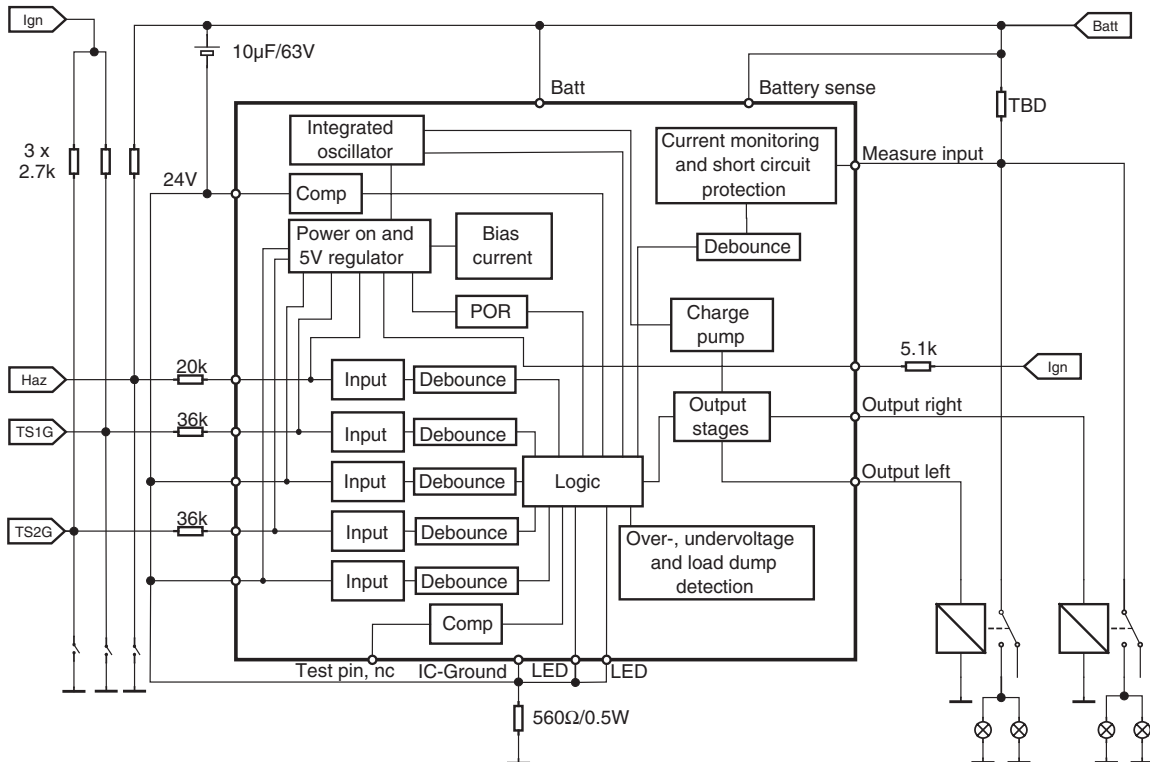 Ign
Batt
10µF/63V
Batt
Battery sense
TBD
3 x
2.7k
Integrated
oscillator
Current monitoring
and short circuit
protection
Measure input
24V
Comp
Power on and
5V regulator
Bias
current
Debounce
POR
Charge
pump
5.1k
Haz
20k
Input
Debounce
Ign
TS1G
36k
Input
Debounce
Output
stages
Output right
Input
Debounce
Logic
Output left
TS2G
36k
Input
Debounce
Over-, undervoltage
and load dump
detection
Input
Debounce
Comp
Test pin, nc
IC-Ground
LED
LED
560Ω/0.5W